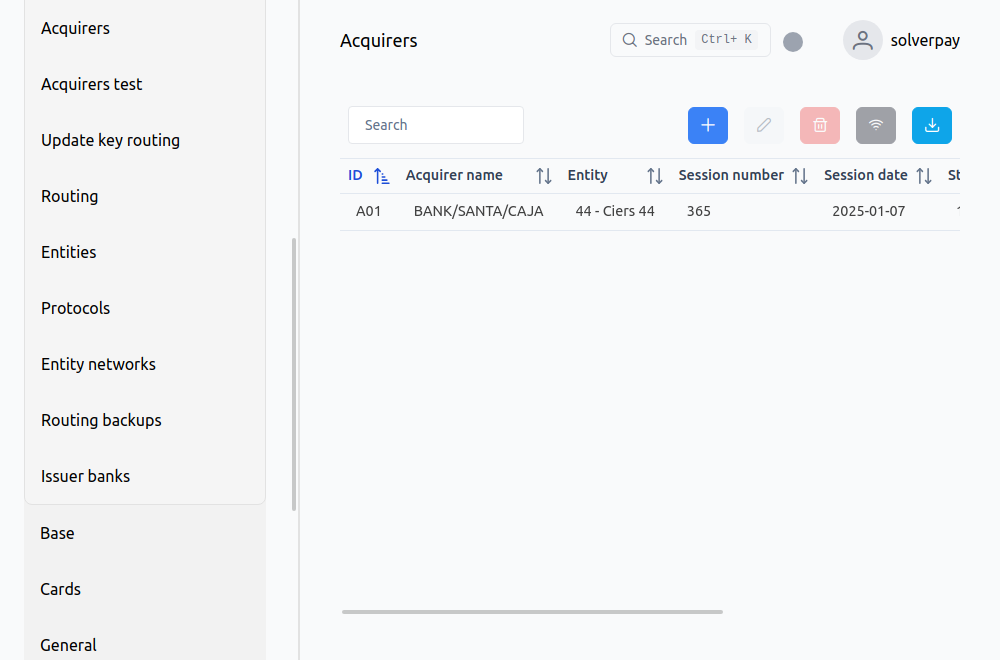 Acquirers
Acquirers test
Update key routing
Routing
Entities
Protocols
Entity networks
Routing backups
Issuer banks
Base
Cards
General
Acquirers
Search Ctrl+ K
solverpay
Search
ID Acquirer name Entity Session number Session date St
A01 BANK/SANTA/CAJA 44 - Ciers 44 365 2025-01-07